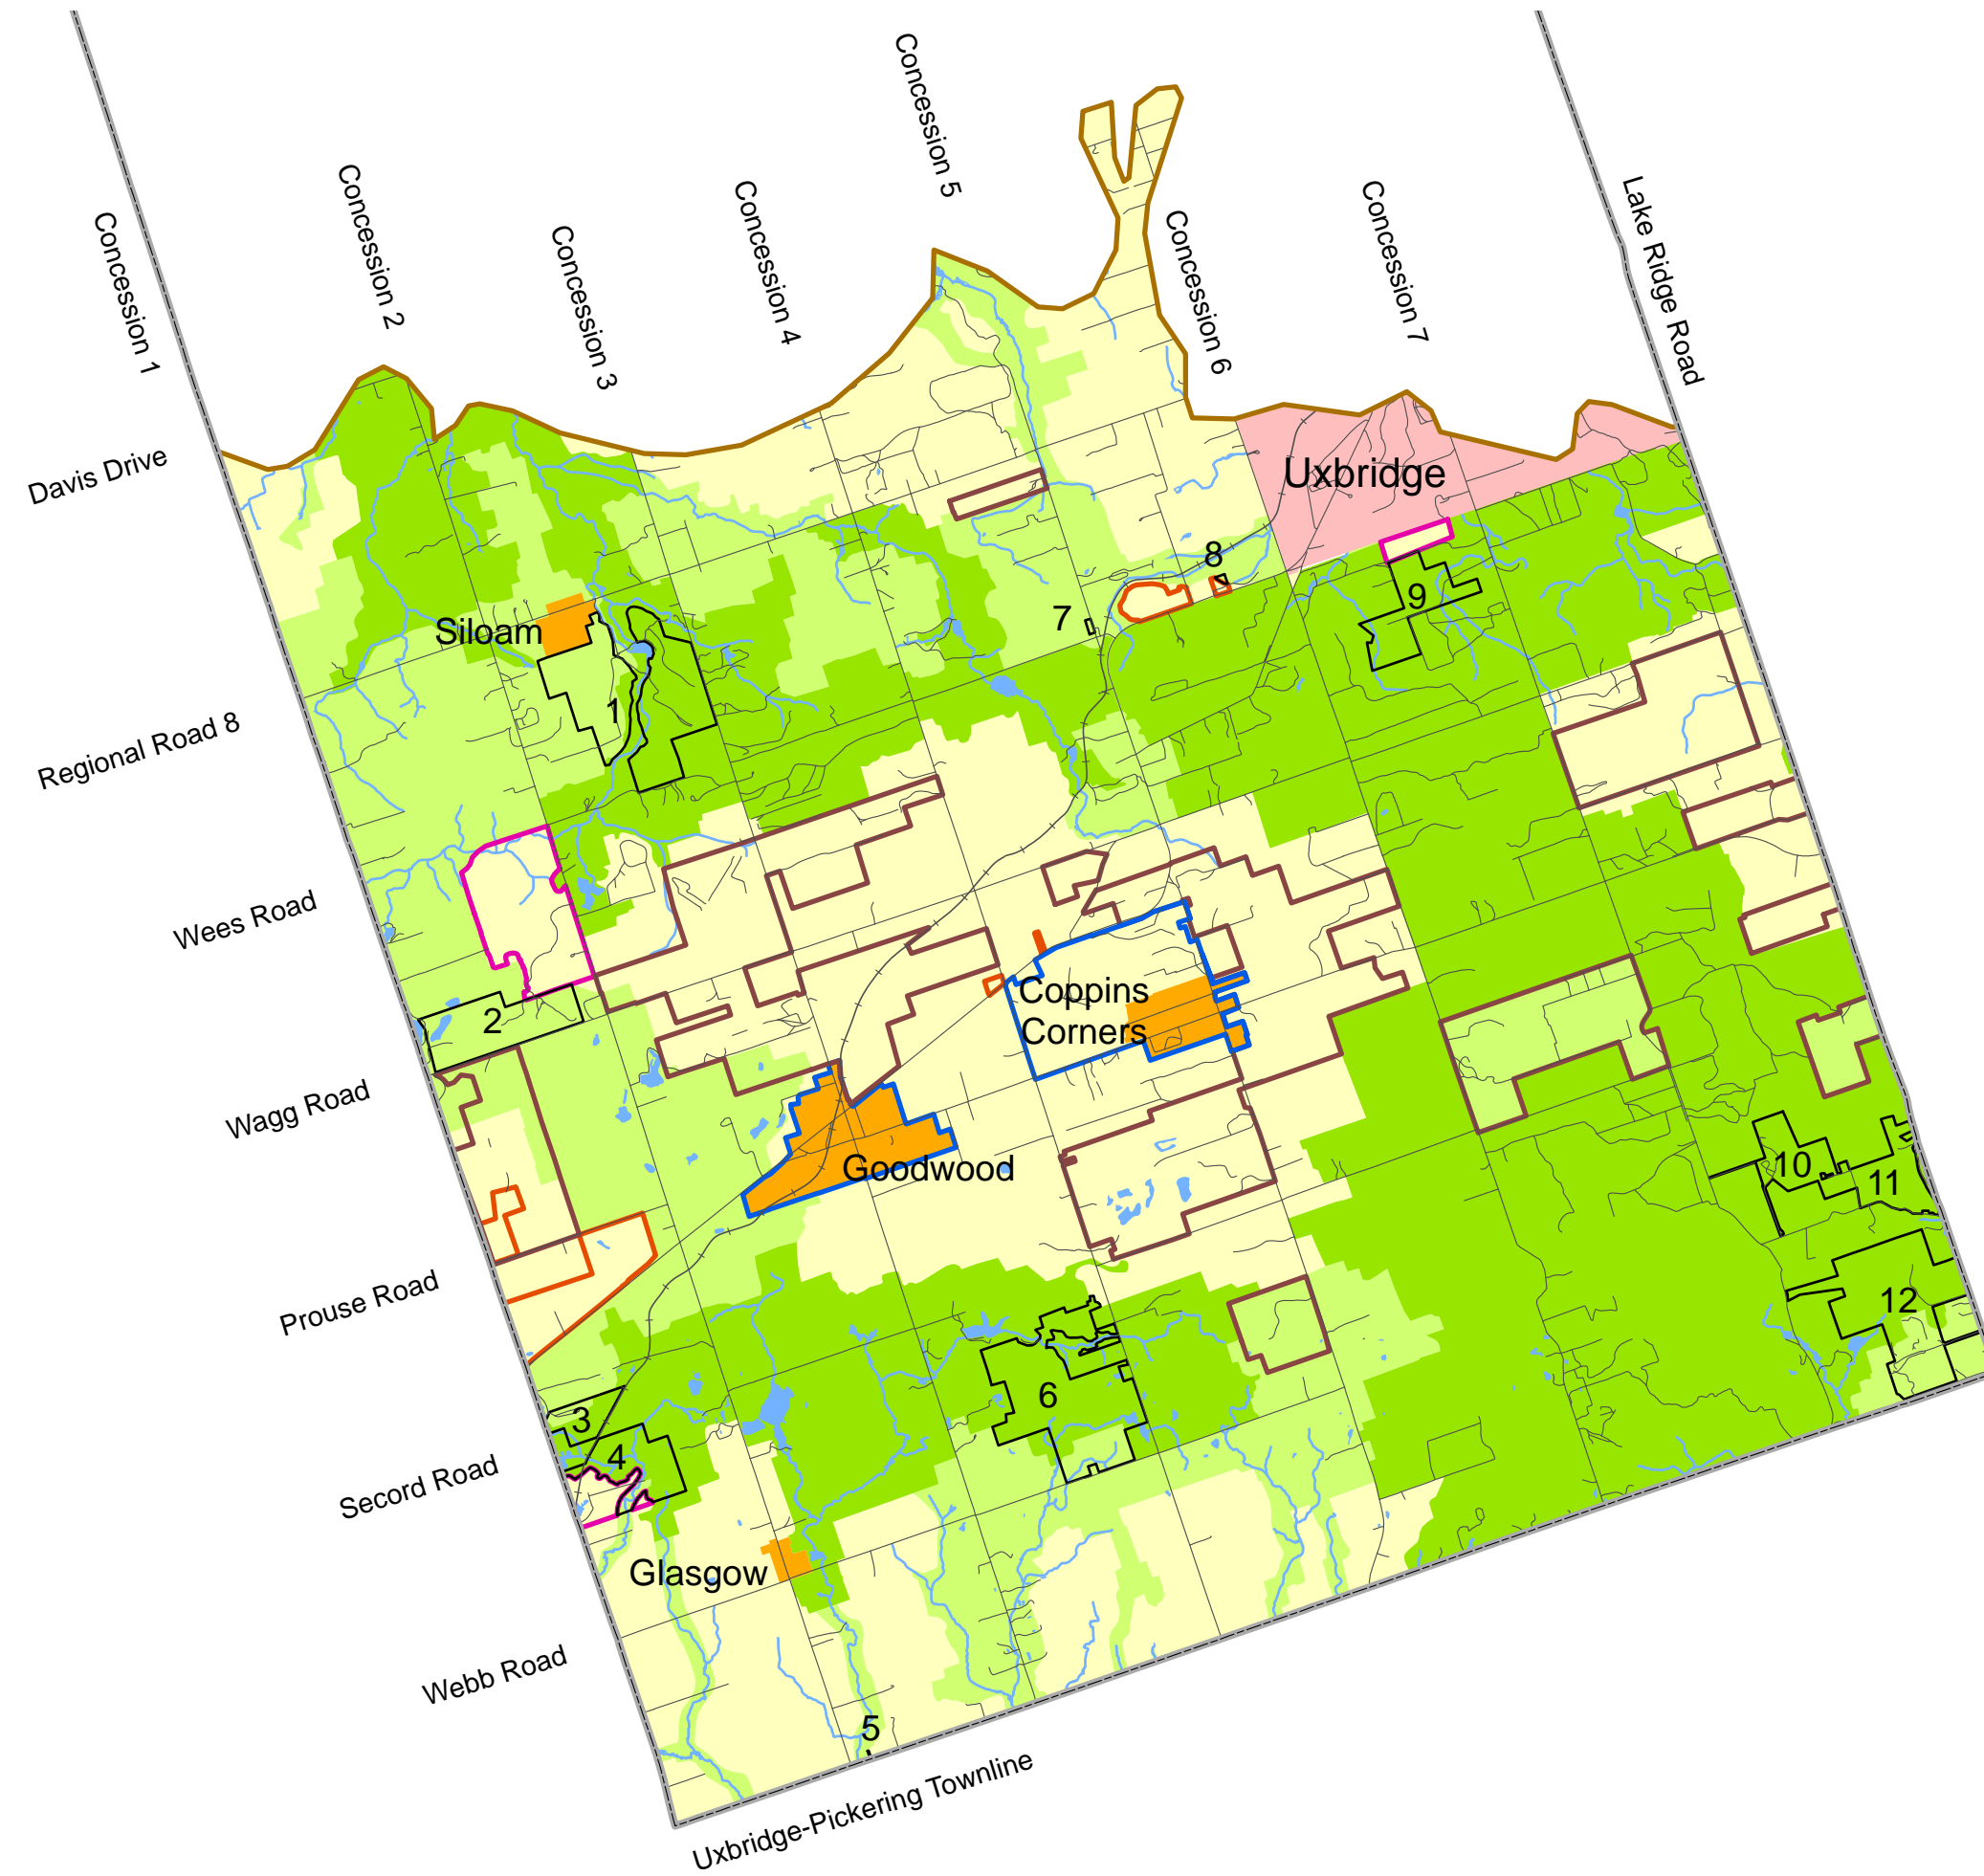 Concession 1
Concession 2
Concession 3
Concession 4
Concession 5
Concession 6
Concession 7
Lake Ridge Road
Davis Drive
Uxbridge
8
9
7
Siloam
1
Regional Road 8
Wees Road
2
Coppins
Corners
Wagg Road
Goodwood
10
11
Prouse Road
12
6
3
4
Secord Road
Glasgow
Webb Road
5
Uxbridge-Pickering Townline